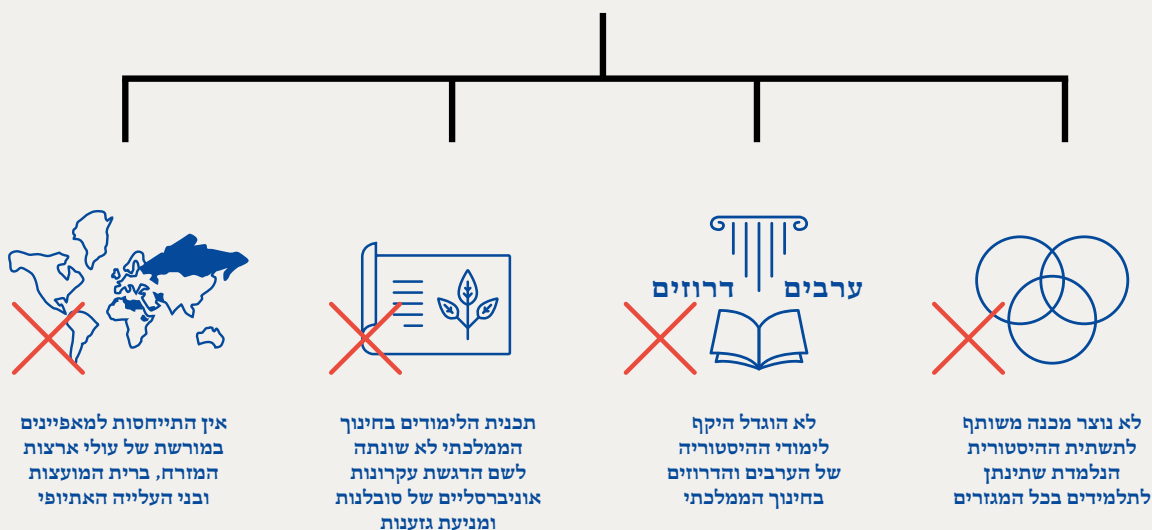 ערבים
דרוזים
לא נוצר מכנה משותף
לתשתית ההיסטורית
הנלמדת שתינתן
לתלמידים בכל המגזרים
לא הוגדל היקף
לימודי ההיסטוריה
של הערבים והדרוזים
בחינוך הממלכתי
תכנית הלימודים בחינוך
הממלכתי לא שונתה
לשם הדגשת עקרונות
אוניברסליים של סובלנות
ומניעת גזענות
אין התייחסות למאפיינים
במורשת של עולי ארצות
המזרח, ברית המועצות
ובני העלייה האתיופי